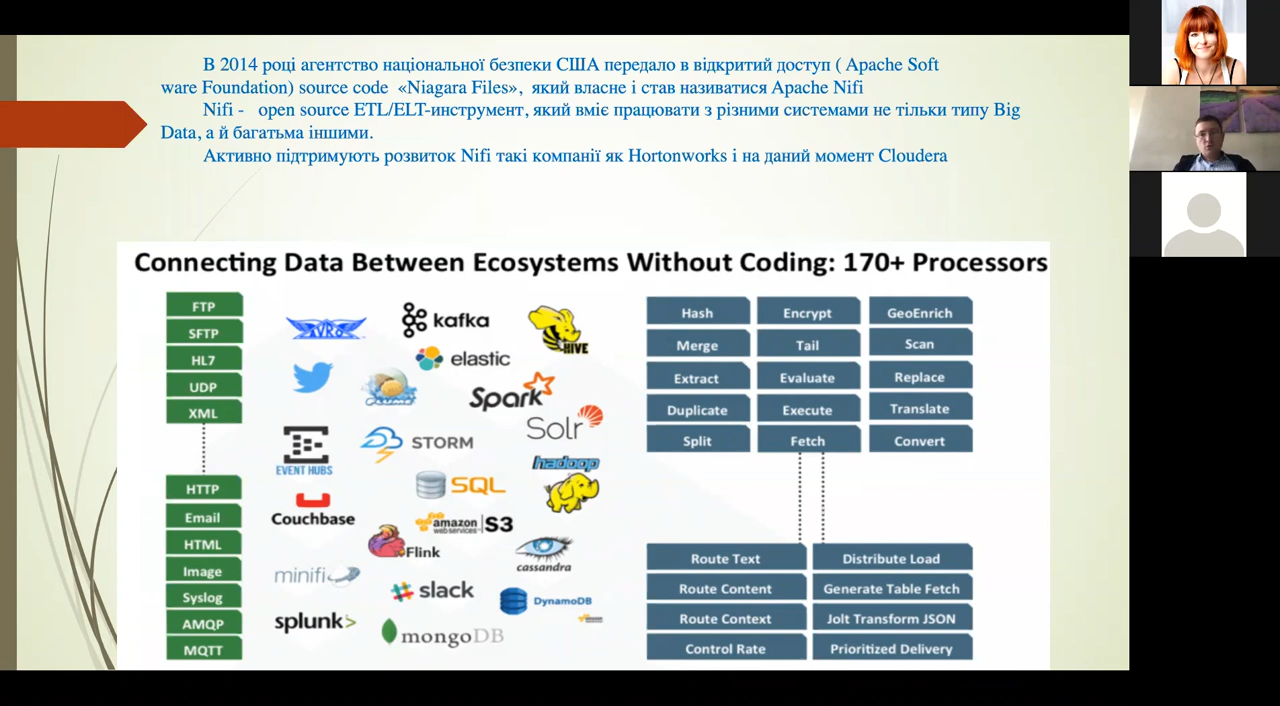 В 2014 році агентство національної безпеки США передало в відкритий доступ ( Apache Soft
ware Foundation) source code «Niagara Files», який власне і став називатися Apache Nifi
Nifi - open source ETL/ELT-инструмент, який вміє працювати з різними системами не тільки типу Big
Data, а й багатьма іншими.
Активно підтримують розвиток Nifi такі компанії як Hortonworks і на даний момент Cloudera
Connecting Data Between Ecosystems Without Coding: 170+ Processors
FTP
SFTP
HL7
UDP
XML
HTTP
Email
HTML
Image
Syslog
AMQP
MQTT
AVRO
kafka
HIVE
elastic
Spark
Solr
EVENT HUBS
STORM
hadoop
SQL
Couchbase
amazon
webservices
S3
Flink
cassandra
minifi
slack
DynamoDB
splunk>
mongoDB
Hash Encrypt GeoEnrich
Merge Tail Scan
Extract Evaluate Replace
Duplicate Execute Translate
Split Fetch Convert
Route Text Distribute Load
Route Content Generate Table Fetch
Route Context Jolt Transform JSON
Control Rate Prioritized Delivery